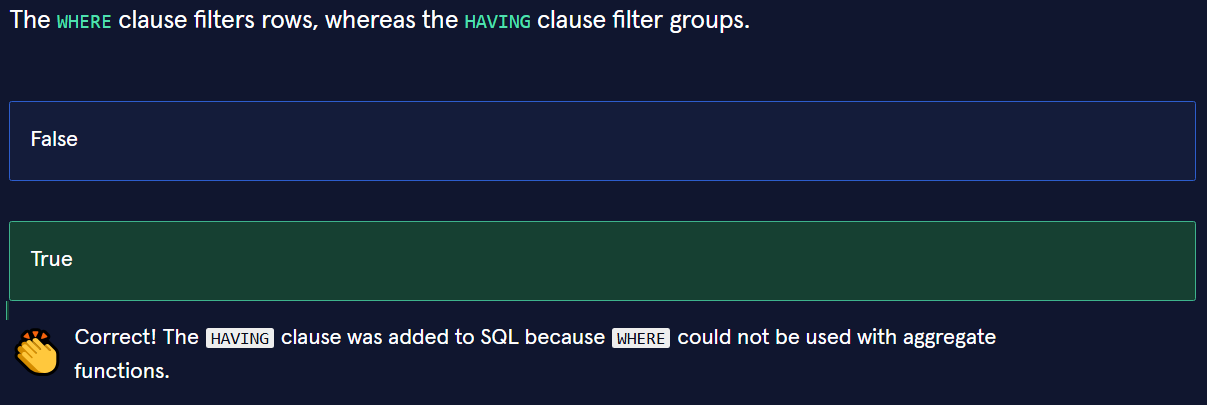 The WHERE clause filters rows, whereas the HAVING clause filter groups.
False
True
Correct! The HAVING clause was added to SQL because WHERE could not be used with aggregate
functions.